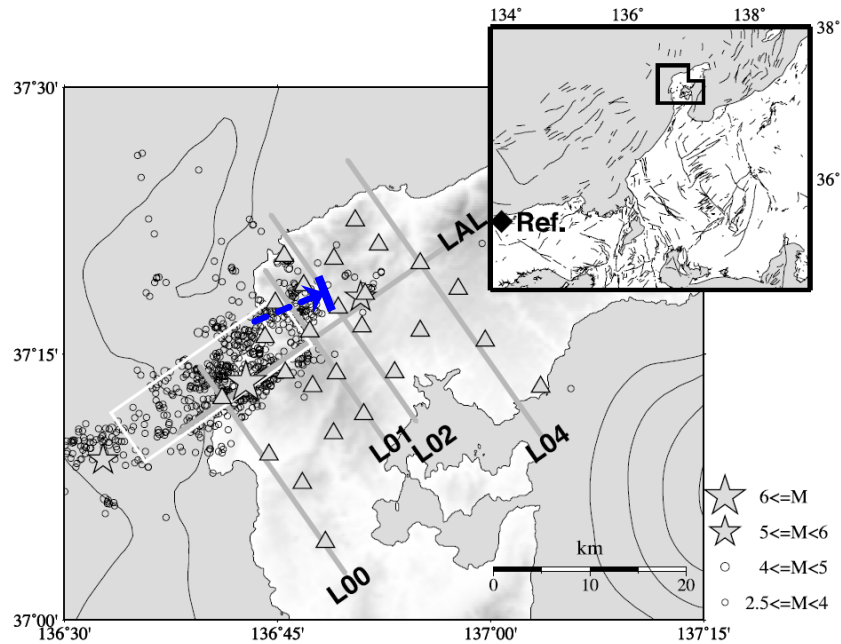 134° 136° 138°
38°
37°30'
36°
LAL
Ref.
37°15'
L01
L02
L04
L00
6<=M
5<=M<6
4<=M<5
2.5<=M<4
km
0 10 20
37°00'
136°30' 136°45' 137°00' 137°15'